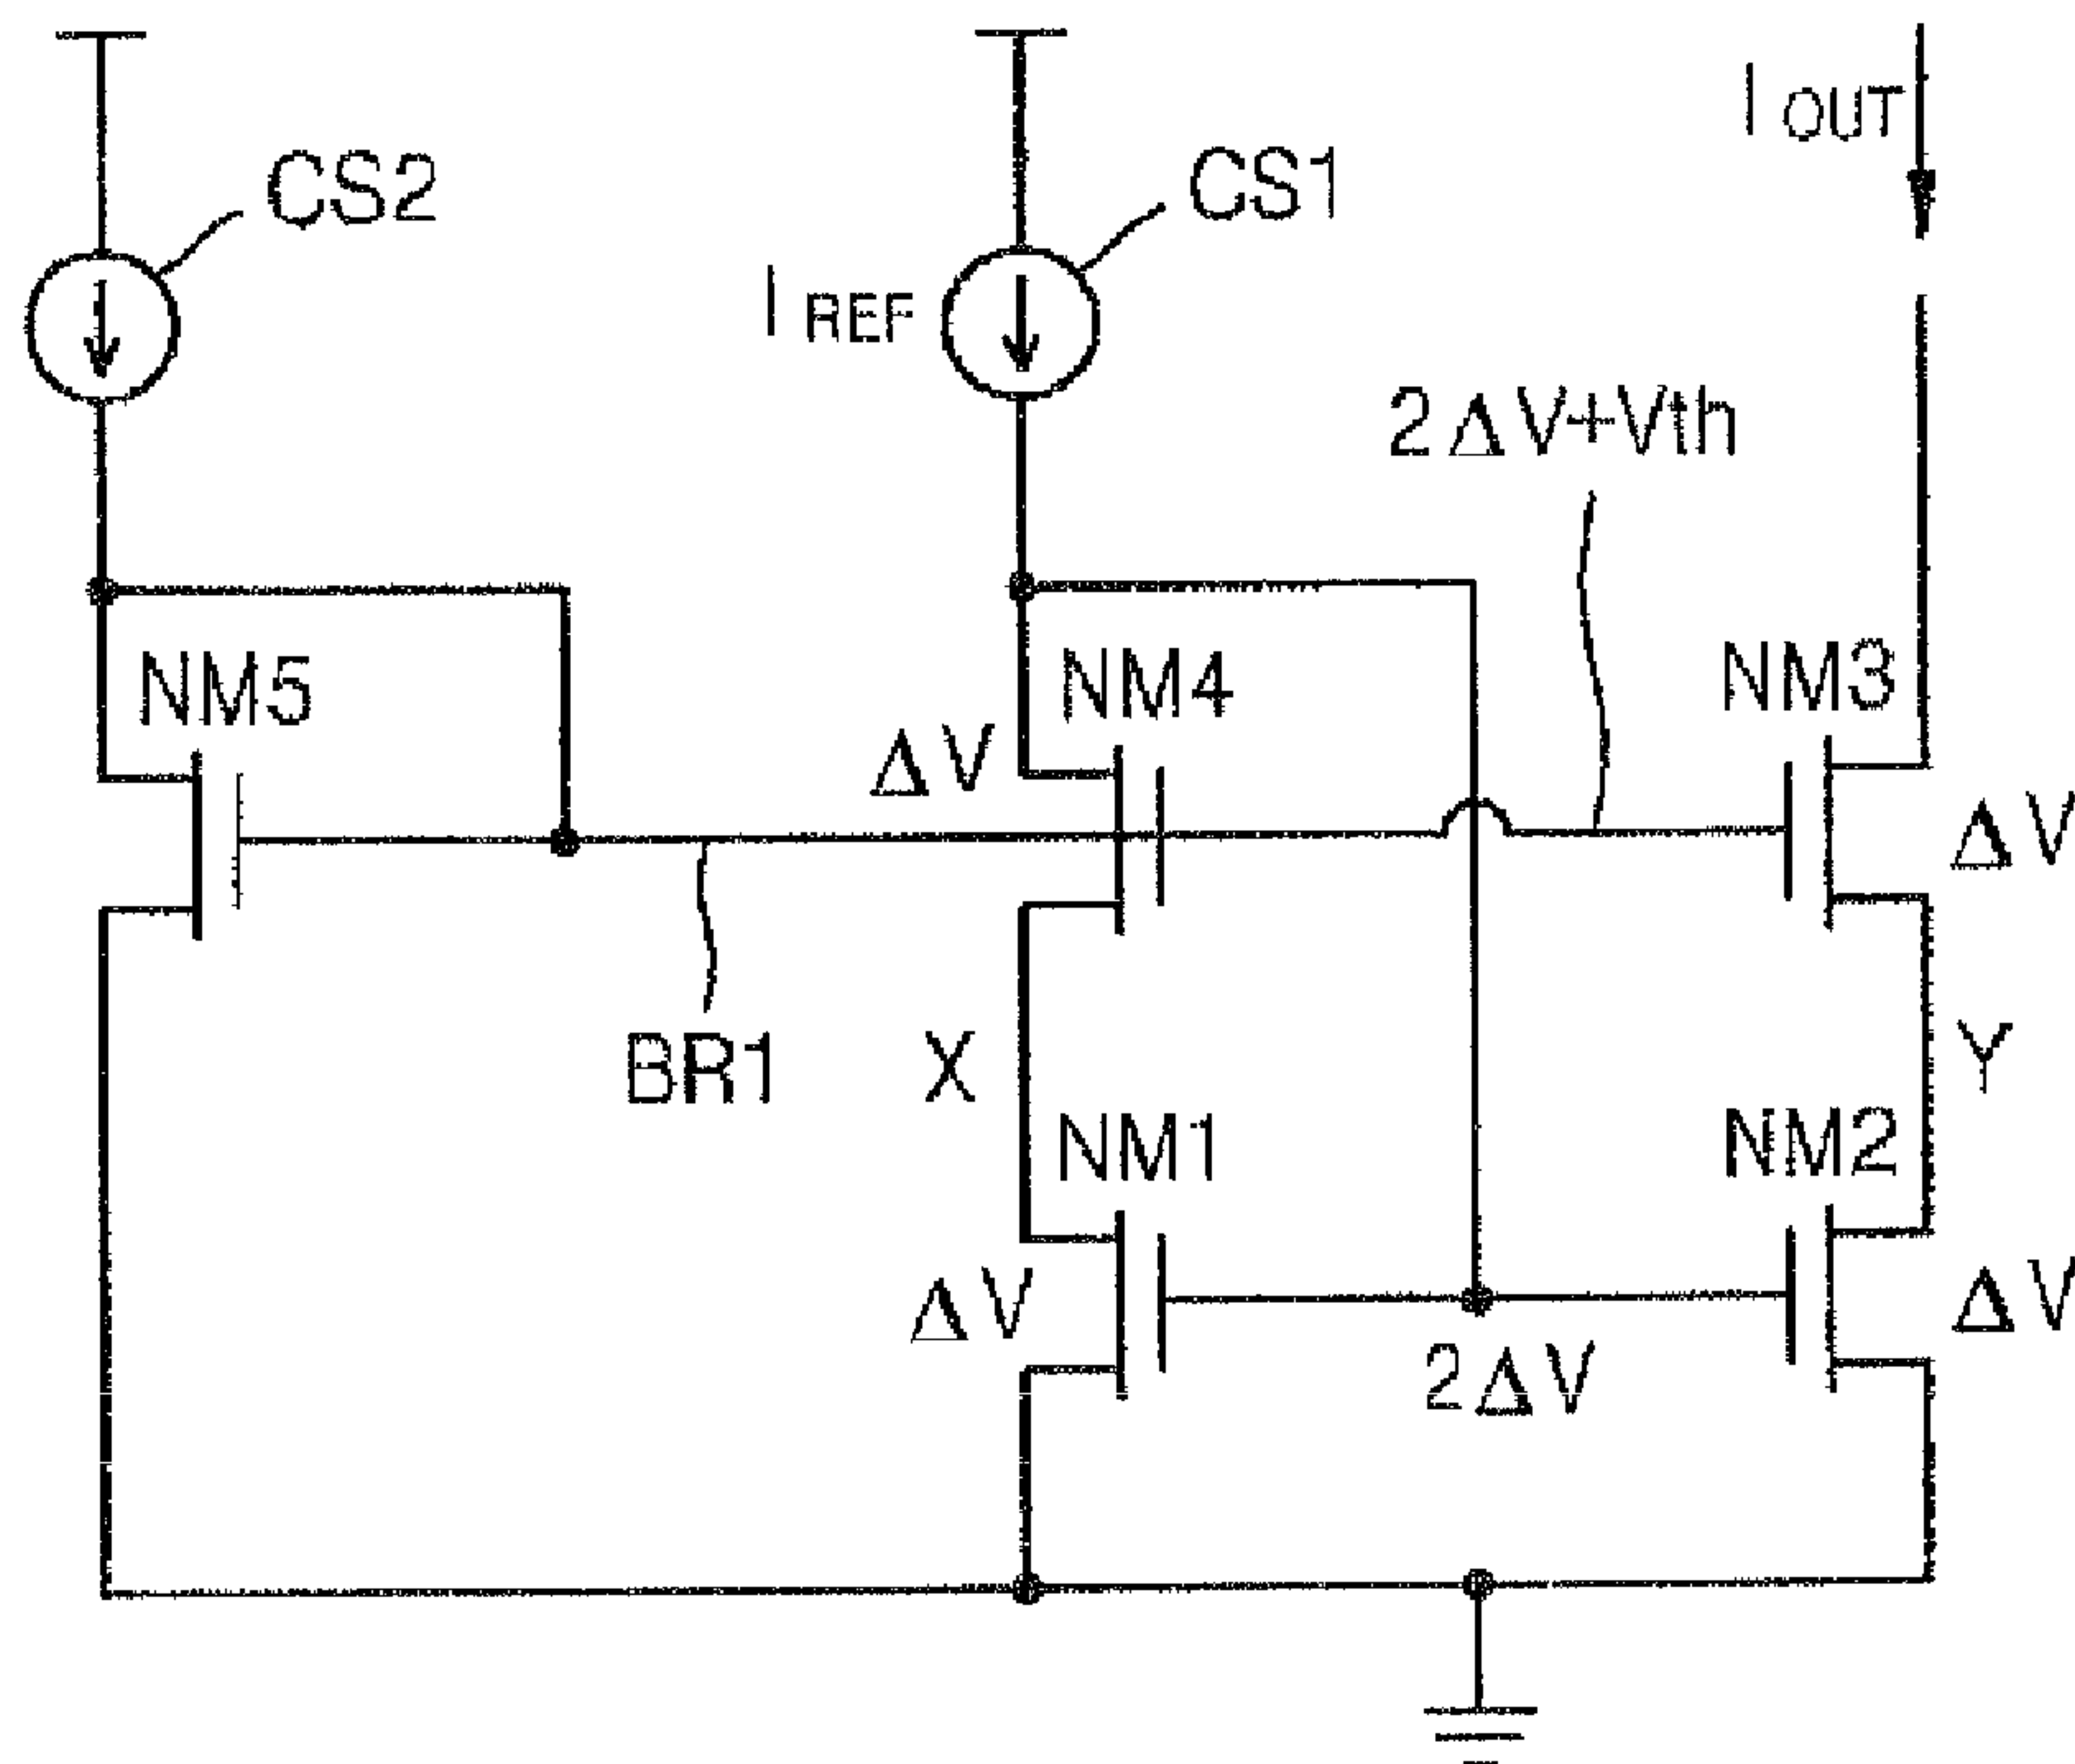 I OUT
CS2
CS1
I REF
2ΔV+Vth
NM5
NM4
NM3
ΔV
ΔV
BR1
X
Y
NM1
NM2
ΔV
2ΔV
ΔV